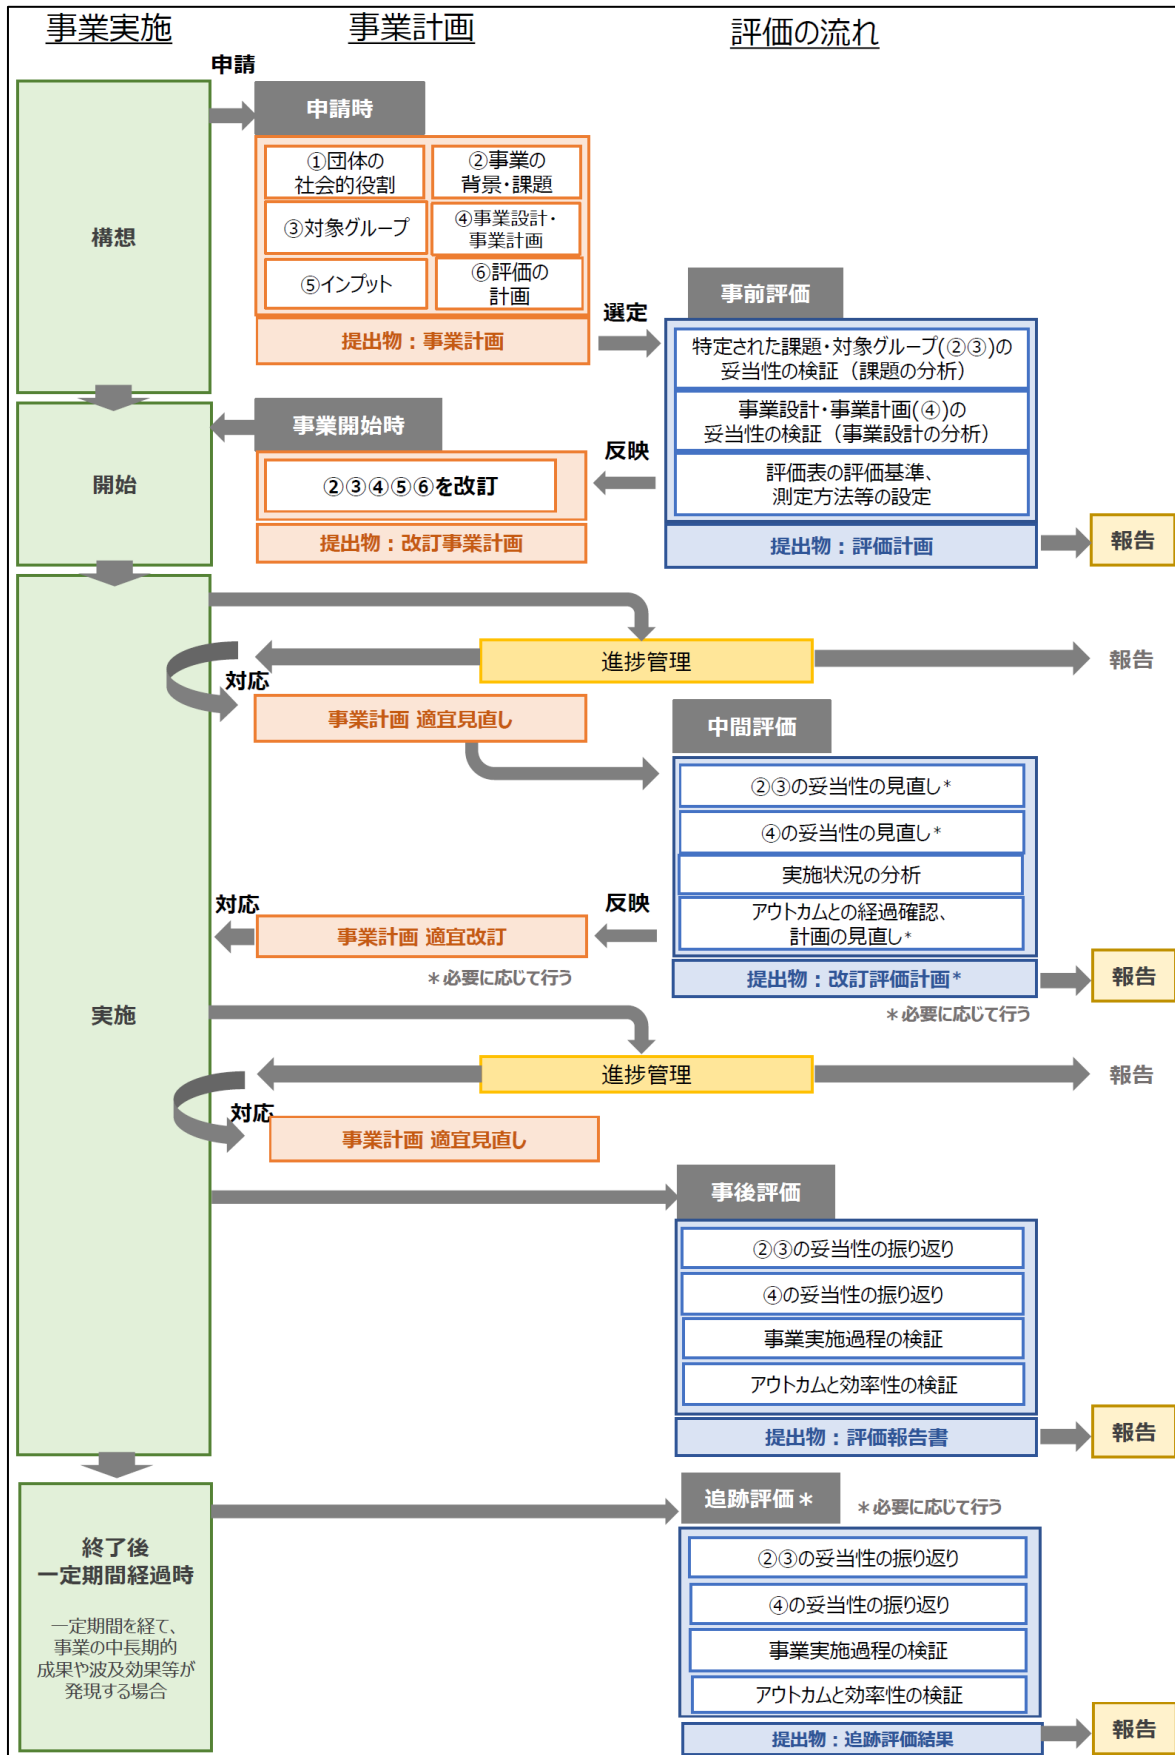 事業実施
事業計画
評価の流れ
申請
申請時
①団体の
社会的役割
②事業の
背景・課題
③対象グループ
④事業設計・
事業計画
⑤インプット
⑥評価の
計画
提出物：事業計画
構想
選定
事前評価
特定された課題・対象グループ(②③)の
妥当性の検証（課題の分析）
事業設計・事業計画(④)の
妥当性の検証（事業設計の分析）
評価表の評価基準、
測定方法等の設定
提出物：評価計画
報告
反映
事業開始時
②③④⑤⑥を改訂
提出物：改訂事業計画
開始
進捗管理
報告
対応
事業計画 適宜見直し
中間評価
②③の妥当性の見直し*
④の妥当性の見直し*
実施状況の分析
アウトカムとの経過確認、
計画の見直し*
提出物：改訂評価計画*
報告
＊必要に応じて行う
反映
対応
事業計画 適宜改訂
＊必要に応じて行う
実施
進捗管理
報告
対応
事業計画 適宜見直し
事後評価
②③の妥当性の振り返り
④の妥当性の振り返り
事業実施過程の検証
アウトカムと効率性の検証
提出物：評価報告書
報告
終了後
一定期間経過時
一定期間を経て、
事業の中長期的
成果や波及効果等が
発現する場合
追跡評価＊
＊必要に応じて行う
②③の妥当性の振り返り
④の妥当性の振り返り
事業実施過程の検証
アウトカムと効率性の検証
提出物：追跡評価結果
報告